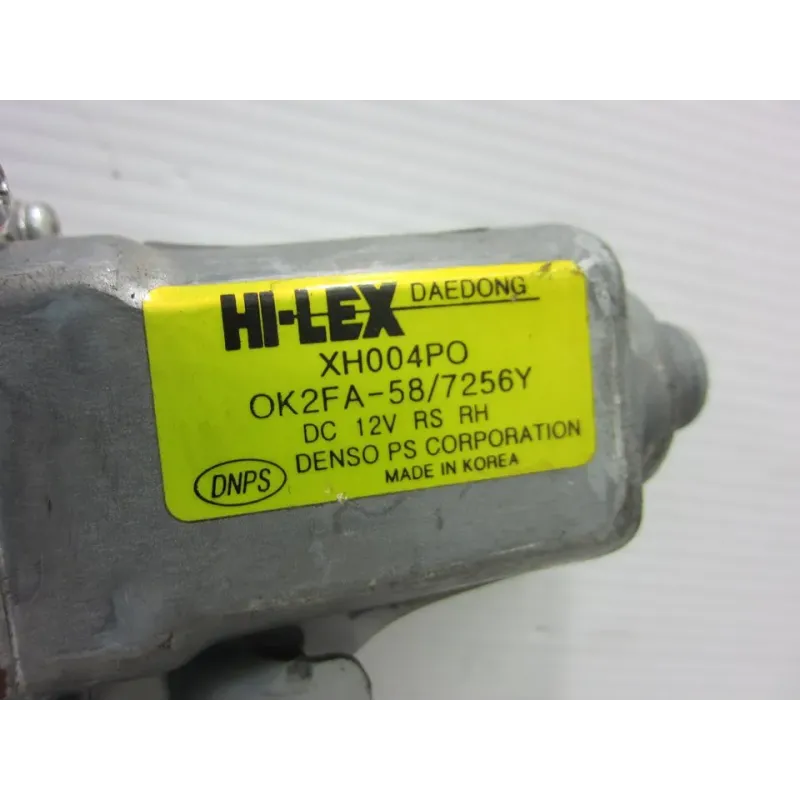 HI-LEX DAEDONG
XH004PO
OK2FA-58/7256Y
DC 12V RS RH
DENSO PS CORPORATION
DNPS MADE IN KOREA